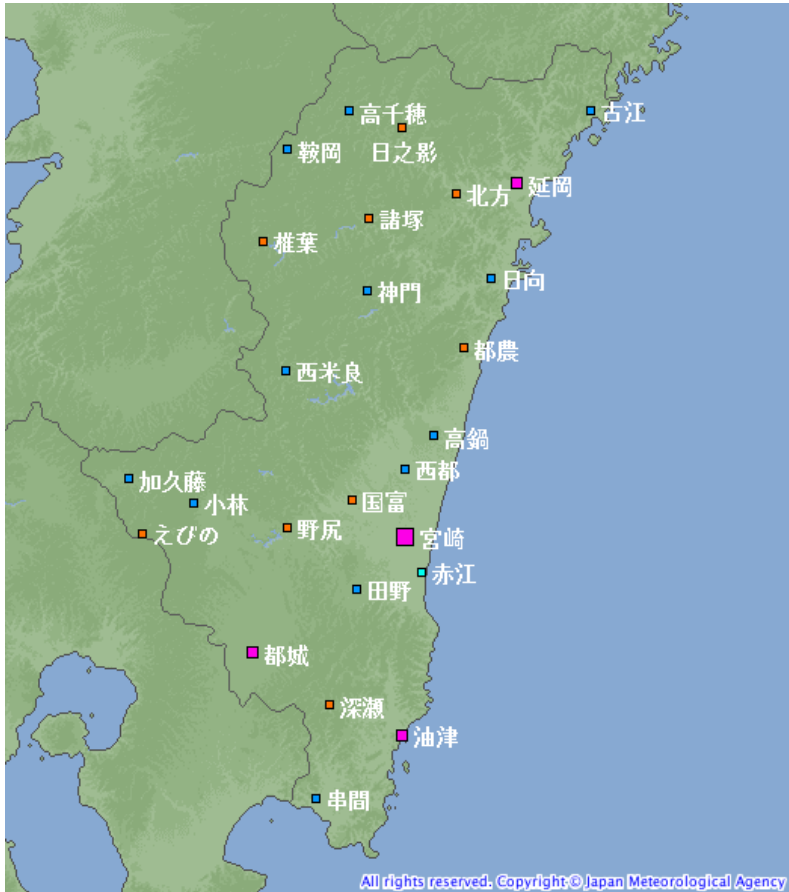 高千穂
古江
鞍岡
日之影
延岡
北方
諸塚
椎葉
日向
神門
都農
西米良
高鍋
西都
加久藤
国富
小林
えびの
野尻
宮崎
赤江
田野
都城
深瀬
油津
串間
All rights reserved. Copyright © Japan Meteorological Agency